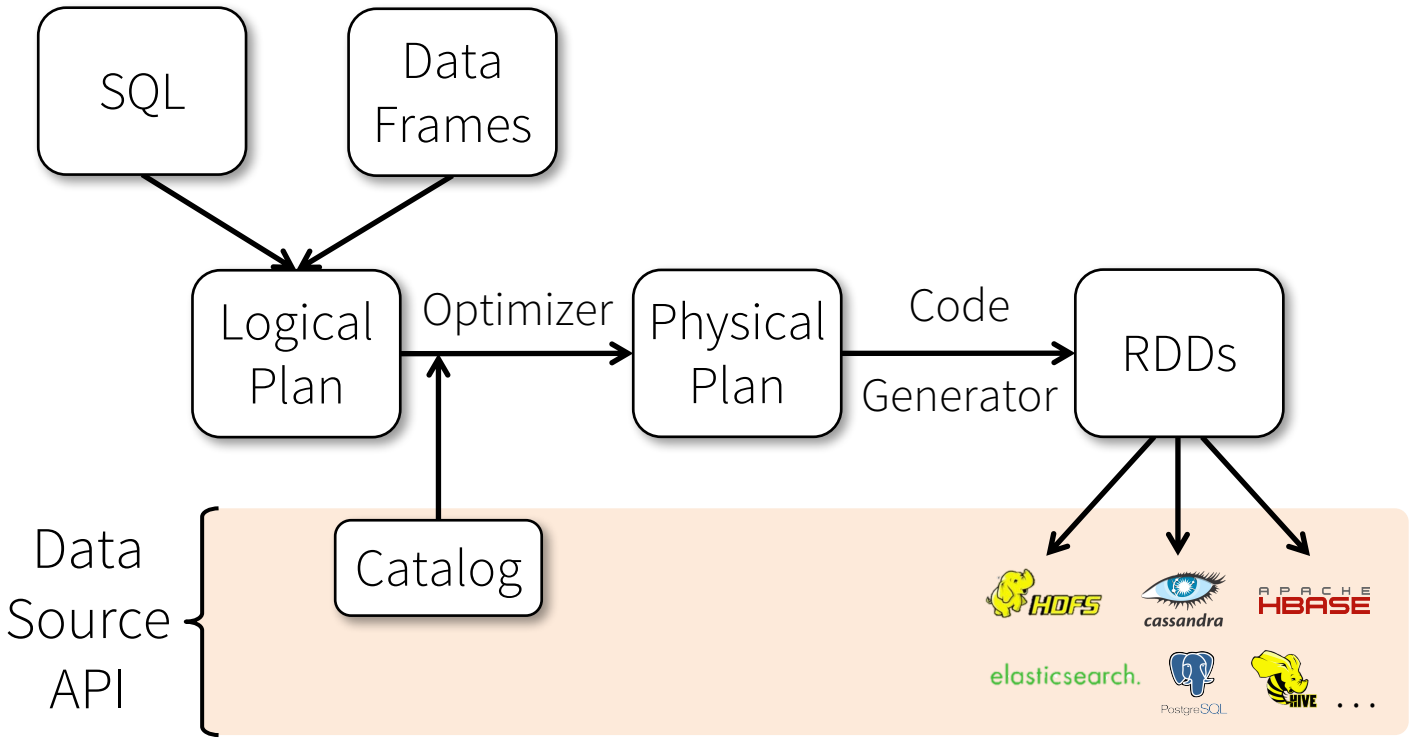 SQL
Data
Frames
Logical
Plan
Optimizer
Physical
Plan
Code
Generator
RDDs
Data
Source
API
Catalog
HDFS
cassandra
APACHE
HBASE
elasticsearch.
PostgreSQL
HIVE
...